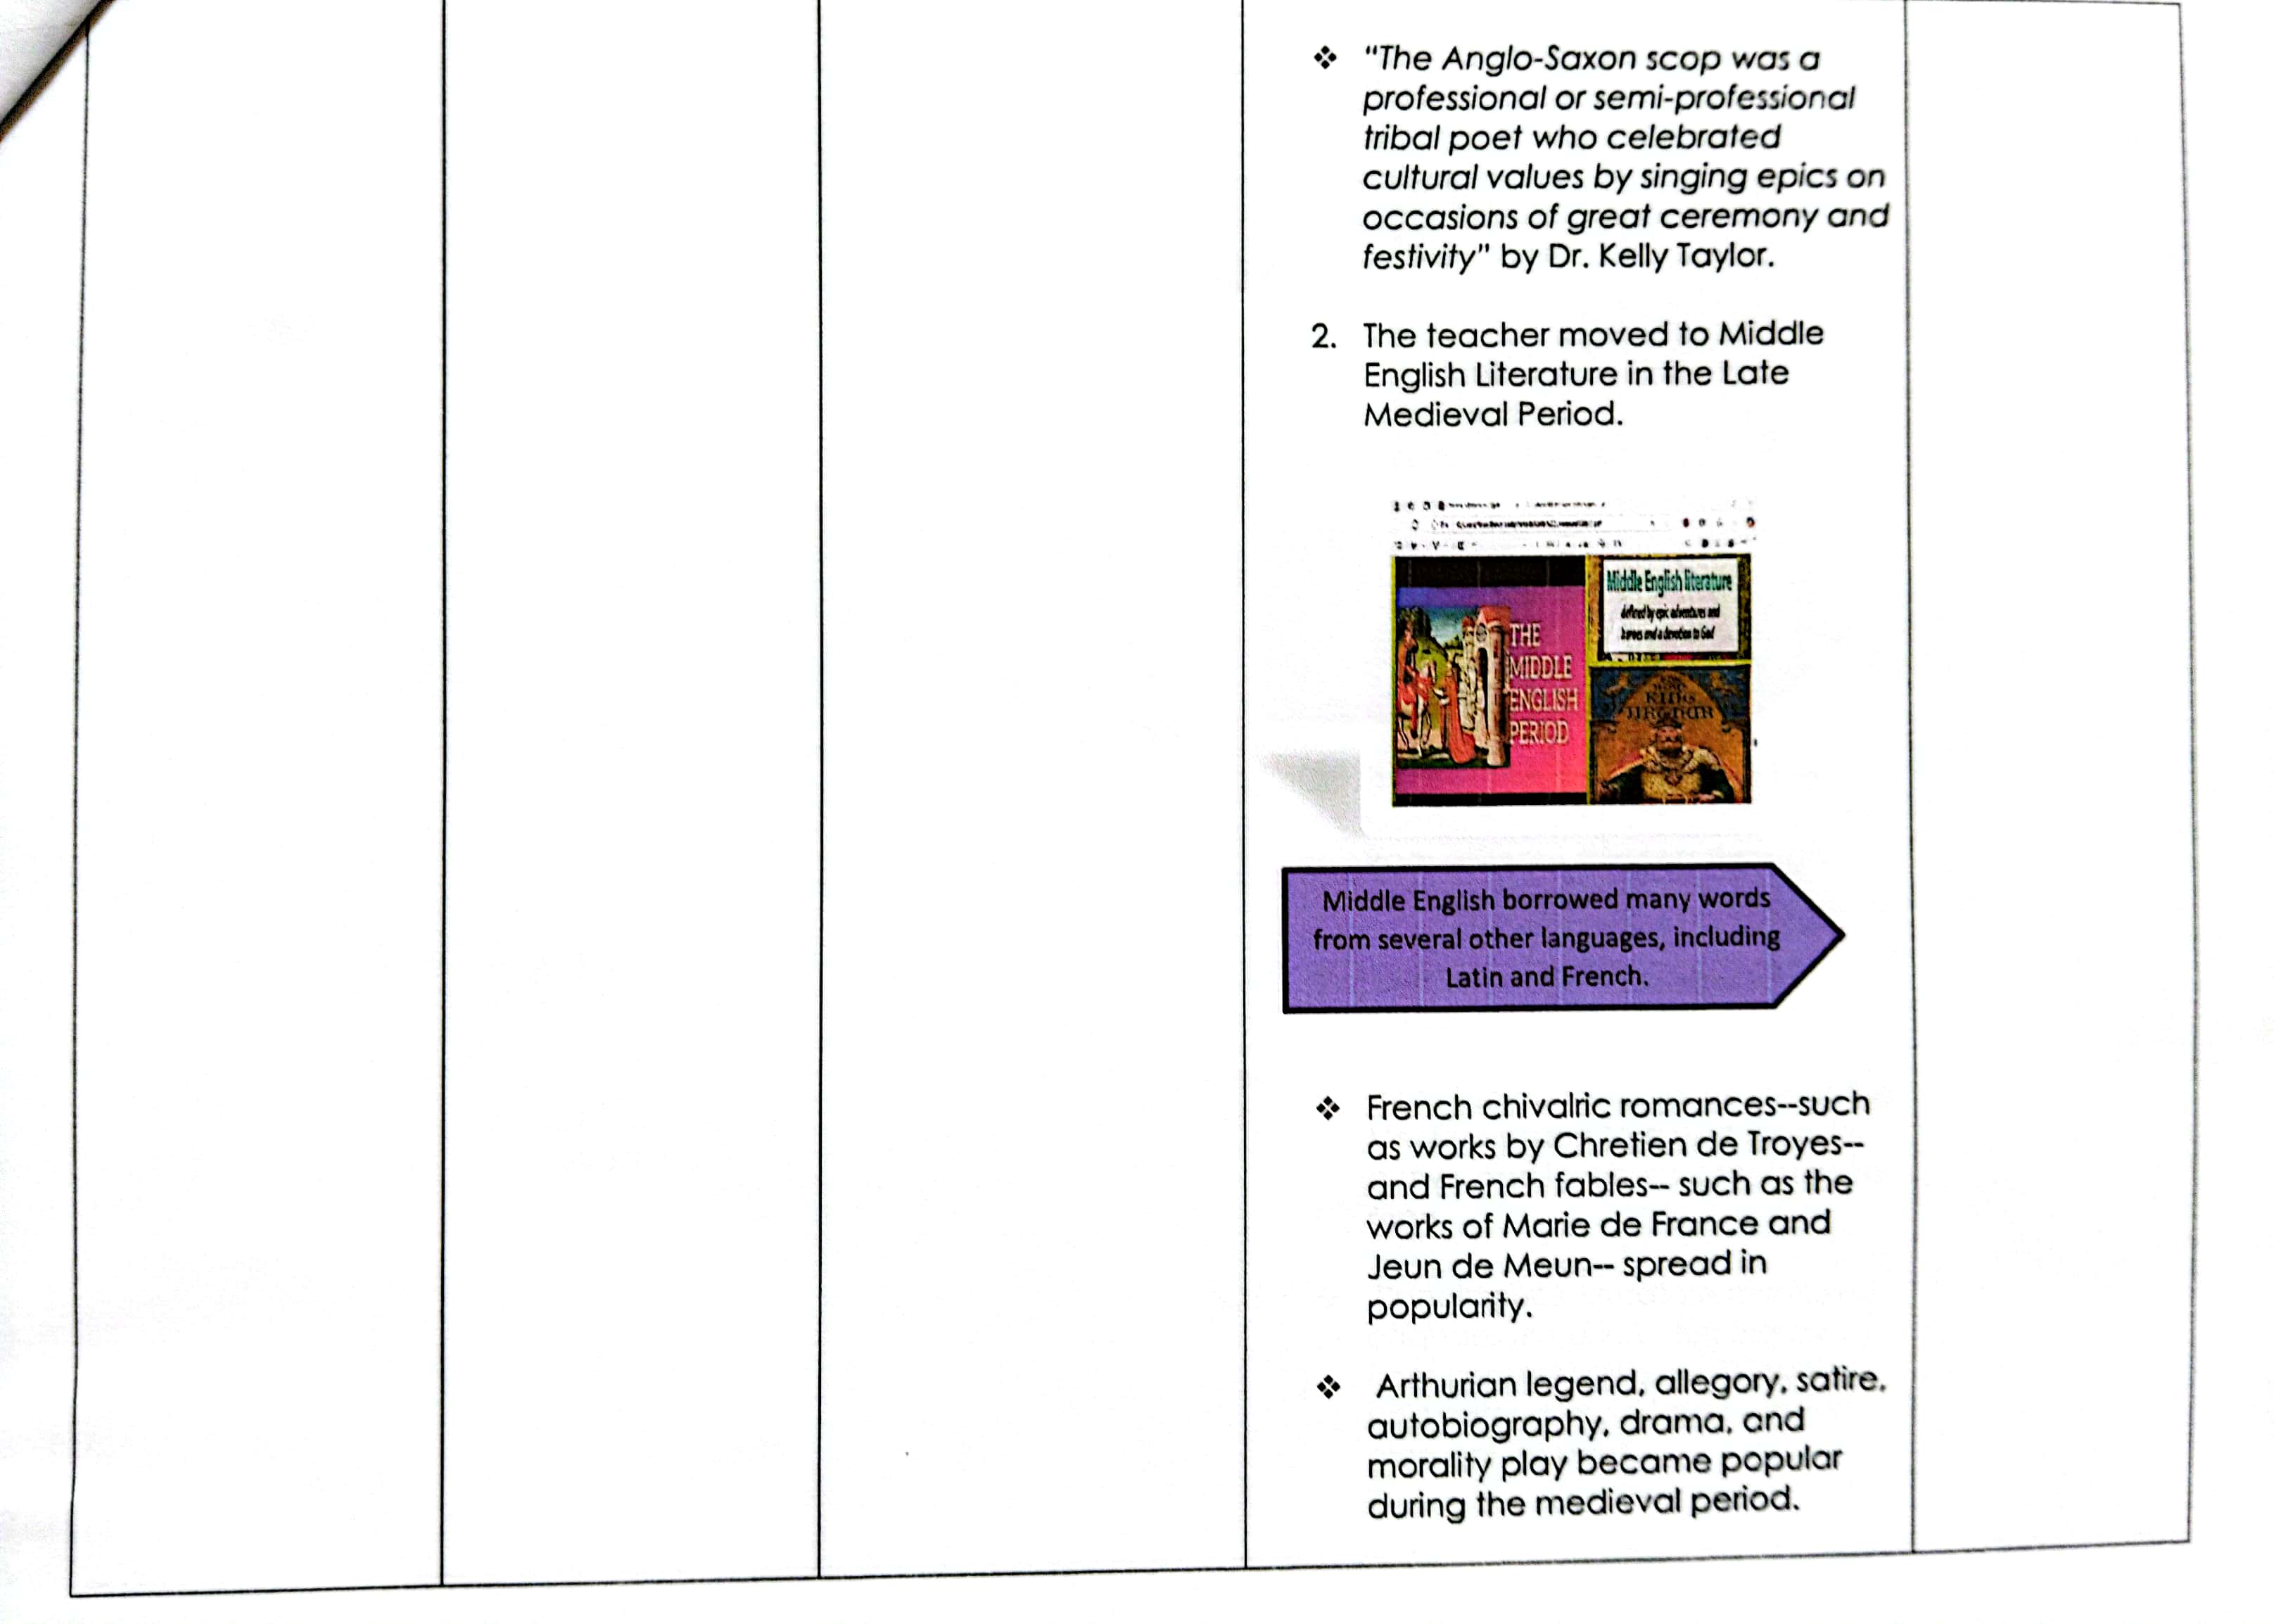 ❖ "The Anglo-Saxon scop was a
professional or semi-professional
tribal poet who celebrated
cultural values by singing epics on
occasions of great ceremony and
festivity" by Dr. Kelly Taylor.
2. The teacher moved to Middle
English Literature in the Late
Medieval Period.
THE
MIDDLE
ENGLISH
PERIOD
Middle English literature
defined by epic adventures and
heroes and a devotion to God
KING
ARTHUR
Middle English borrowed many words
from several other languages, including
Latin and French.
❖ French chivalric romances--such
as works by Chretien de Troyes--
and French fables-- such as the
works of Marie de France and
Jeun de Meun-- spread in
popularity.
❖ Arthurian legend, allegory, satire,
autobiography, drama, and
morality play became popular
during the medieval period.